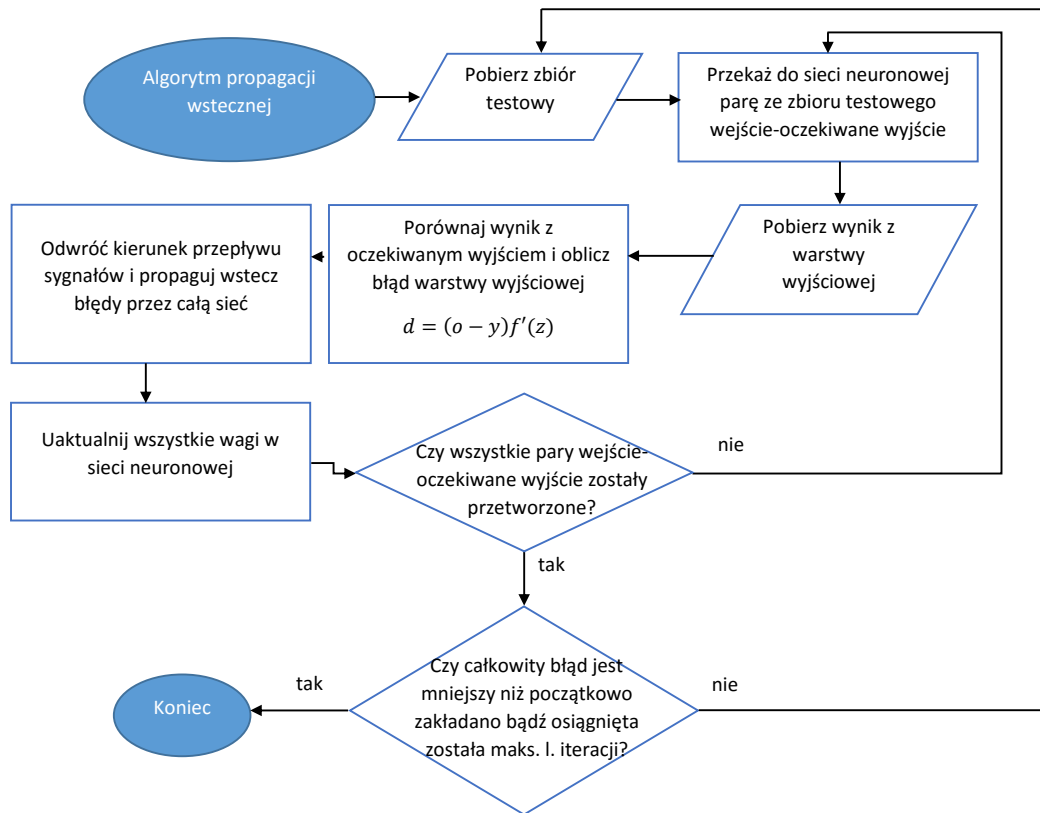 Algorytm propagacji
wstecznej
Pobierz zbiór
testowy
Przekaż do sieci neuronowej
parę ze zbioru testowego
wejście-oczekiwane wyjście
Odwróć kierunek przepływu
sygnałów i propaguj wstecz
błędy przez całą sieć
Porównaj wynik z
oczekiwanym wyjściem i oblicz
błąd warstwy wyjściowej
d = (o − y)f′(z)
Pobierz wynik z
warstwy
wyjściowej
Uaktualnij wszystkie wagi w
sieci neuronowej
Czy wszystkie pary wejście-
oczekiwane wyjście zostały
przetworzone?
nie
tak
Czy całkowity błąd jest
mniejszy niż początkowo
zakładano bądź osiągnięta
została maks. l. iteracji?
tak
nie
Koniec